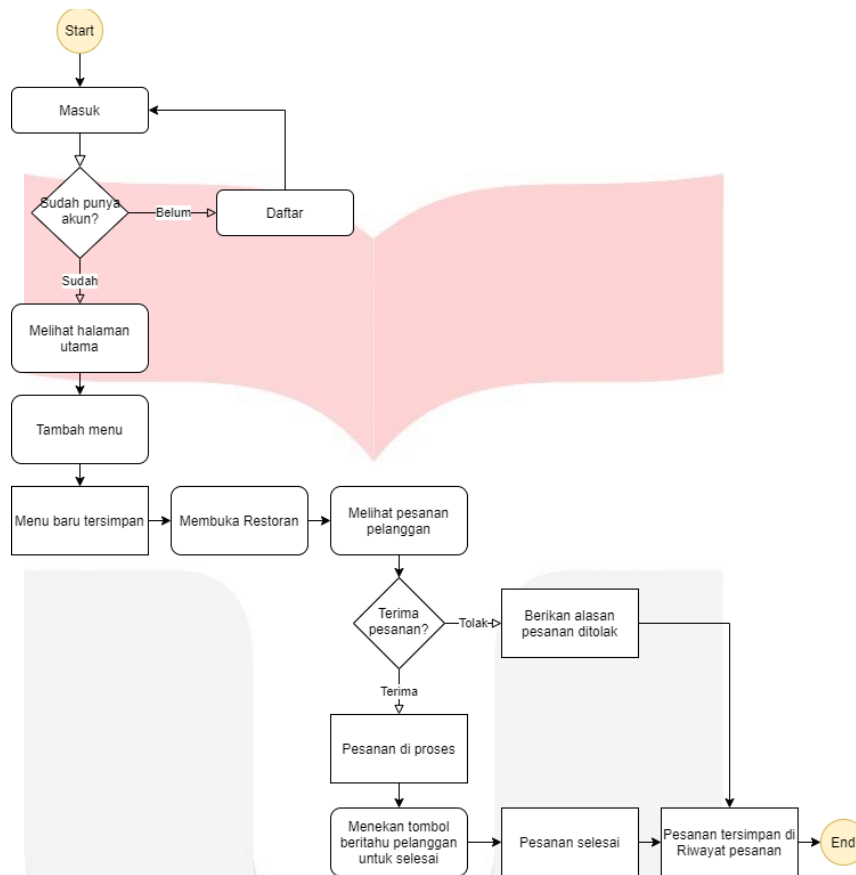 Start
Masuk
Sudah punya
akun?
Belum
Daftar
Sudah
Melihat halaman
utama
Tambah menu
Menu baru tersimpan
Membuka Restoran
Melihat pesanan
pelanggan
Terima
pesanan?
Tolak
Berikan alasan
pesanan ditolak
Terima
Pesanan di proses
Menekan tombol
beritahu pelanggan
untuk selesai
Pesanan selesai
Pesanan tersimpan di
Riwayat pesanan
End